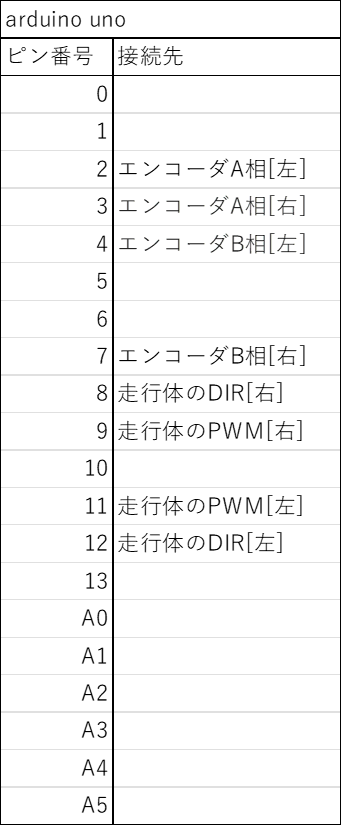 arduino uno
ピン番号 接続先
0
1
2 エンコーダA相[左]
3 エンコーダA相[右]
4 エンコーダB相[左]
5
6
7 エンコーダB相[右]
8 走行体のDIR[右]
9 走行体のPWM[右]
10
11 走行体のPWM[左]
12 走行体のDIR[左]
13
A0
A1
A2
A3
A4
A5